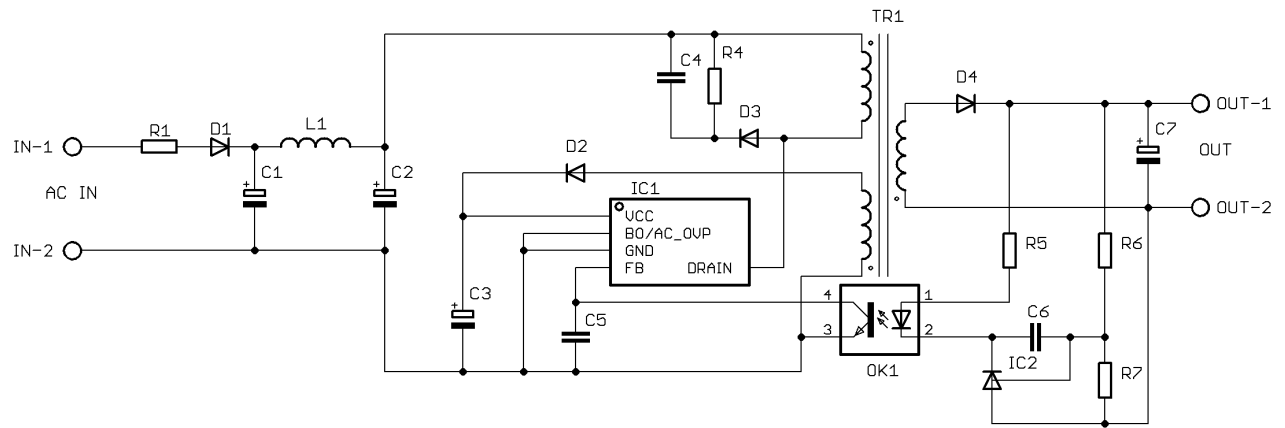 TR1
C4
R4
D4
OUT-1
D3
C7
OUT
R1
D1
L1
IN-1
D2
C1
C2
AC IN
IC1
VCC
BO/AC_OVP
GND
FB
DRAIN
OUT-2
IN-2
R5
R6
C3
4
1
C5
C6
3
2
IC2
R7
OK1